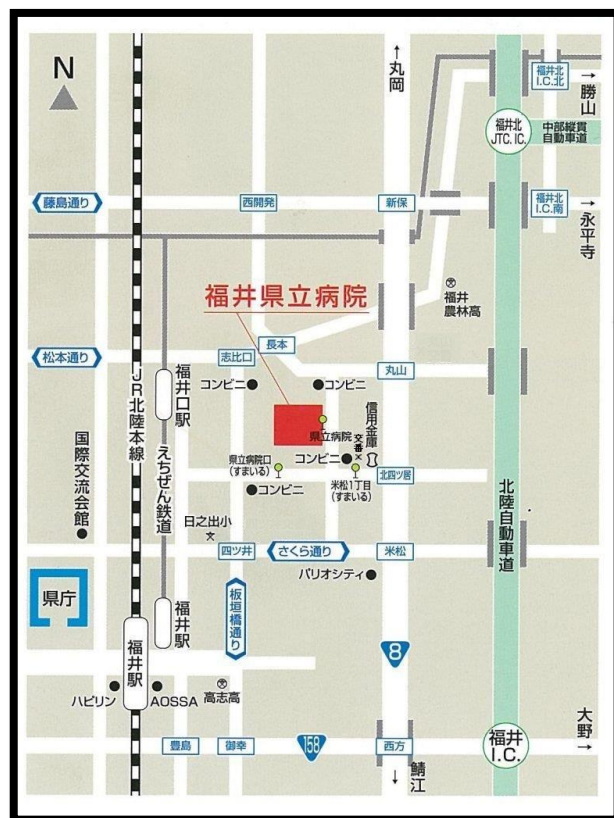 N
↑
丸岡
福井北
I.C.北
→
勝山
福井北
JTC. IC.
中部縦貫
自動車道
藤島通り
西開発
新保
福井北
I.C.南
→
永平寺
福井県立病院
福井
農林高
松本通り
志比口
長本
丸山
JR北陸本線
福井口駅
えちぜん鉄道
コンビニ
コンビニ
県立病院
信用金庫
交番
コンビニ
県立病院口
(すまいる)
米松1丁目
(すまいる)
北四ツ居
コンビニ
国際交流会館
日之出小
四ツ井
さくら通り
米松
北陸自動車道
パリオシティ
県庁
福井駅
福井駅
板垣橋通り
8
ハピリン
AOSSA
高志高
豊島
御幸
158
西方
福井
I.C.
大野
→
↓
鯖江